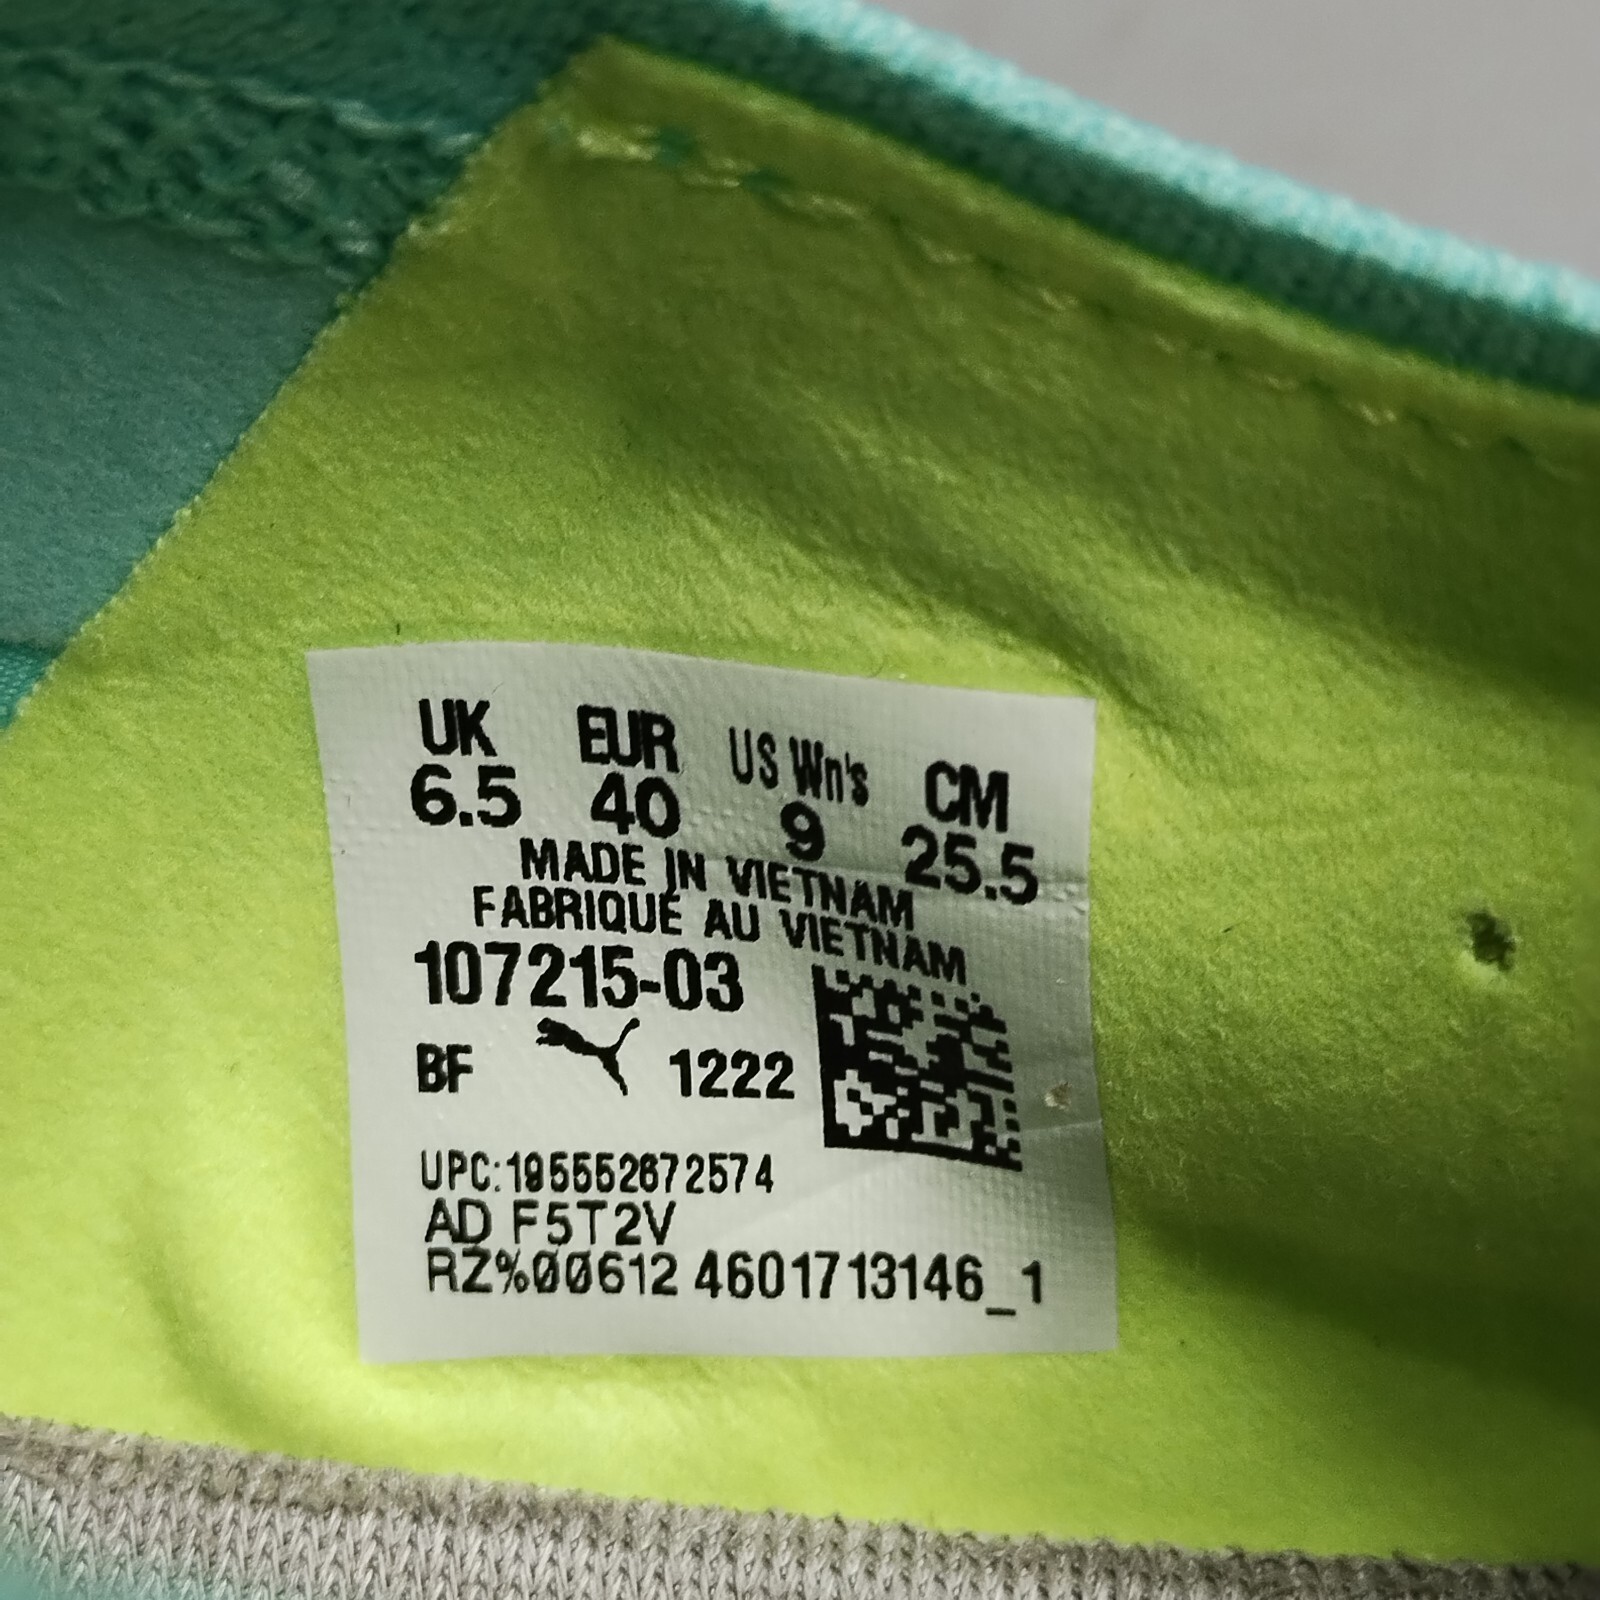 UK EUR US Wn's CM
6.5 40 9 25.5
MADE IN VIETNAM
FABRIQUÉ AU VIETNAM
107215-03
BF 1222
UPC:195552672574
AD F5T2V
RZ%00612 4601713146_1